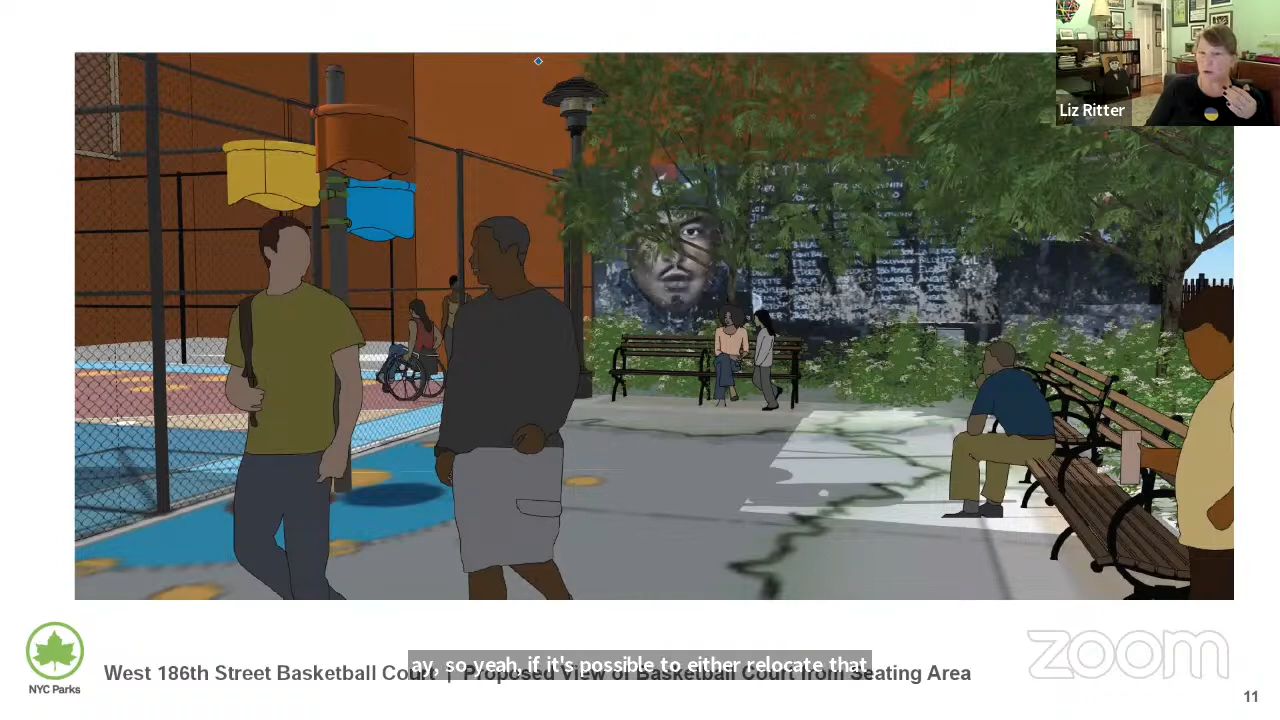 Liz Ritter
GIL
ay, so yeah, if it's possible to either relocate that
West 186th Street Basketball Court | Proposed View of Basketball Court from Seating Area
NYC Parks
zoom
11